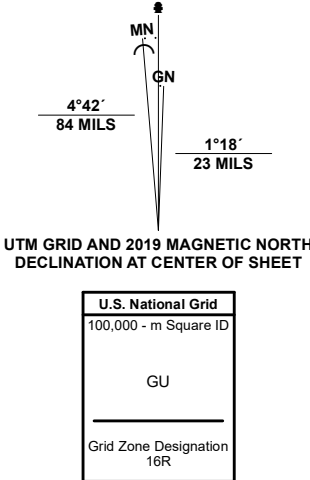 MN
GN
4°42´
84 MILS
1°18´
23 MILS
UTM GRID AND 2019 MAGNETIC NORTH
DECLINATION AT CENTER OF SHEET
U.S. National Grid
100,000 - m Square ID
GU
Grid Zone Designation
16R